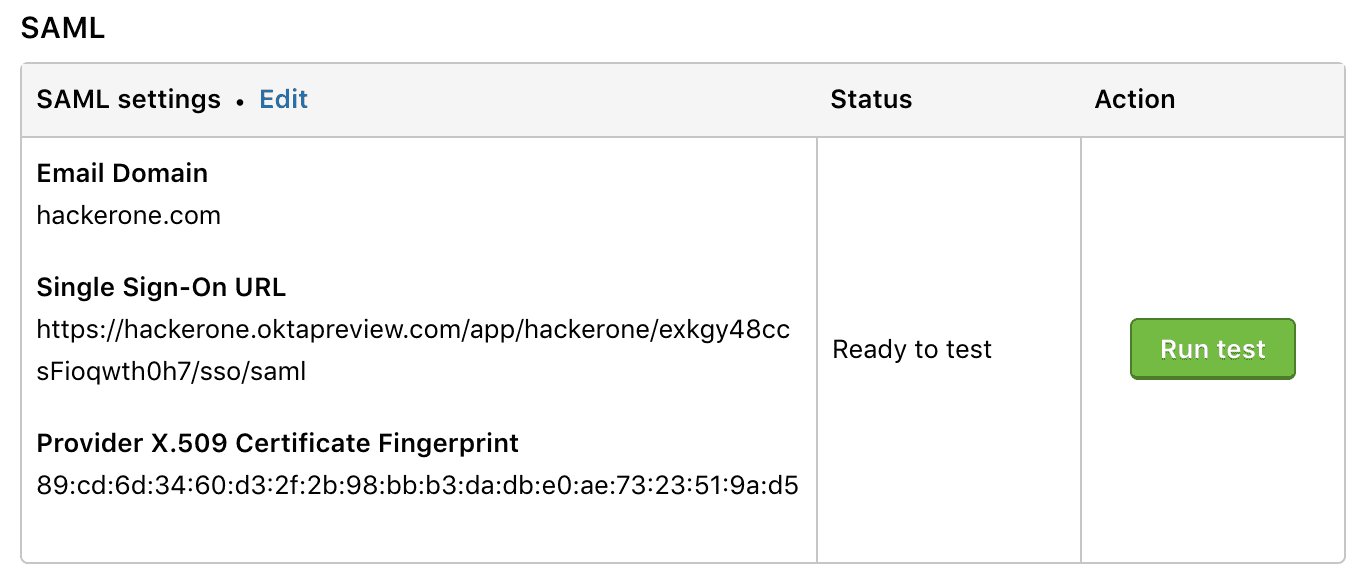 SAML
SAML settings • Edit
Status
Action
Email Domain
hackerone.com
Single Sign-On URL
https://hackerone.oktapreview.com/app/hackerone/exkgy48cc
sFioqwth0h7/sso/saml
Ready to test
Run test
Provider X.509 Certificate Fingerprint
89:cd:6d:34:60:d3:2f:2b:98:bb:b3:da:db:e0:ae:73:23:51:9a:d5